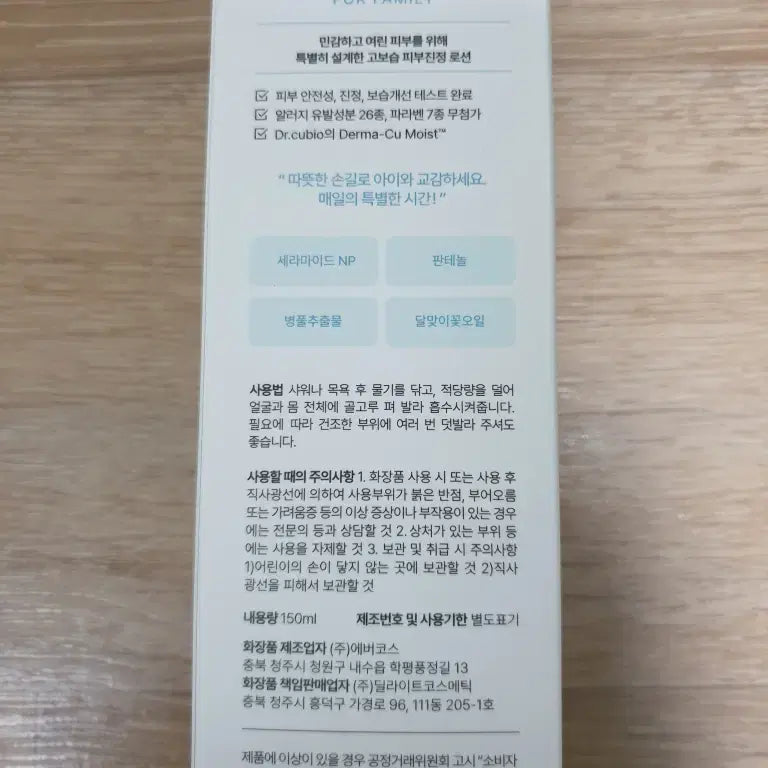 FOR FAMILY
민감하고 여린 피부를 위해
특별히 설계한 고보습 피부진정 로션
피부 안전성, 진정, 보습개선 테스트 완료
알러지 유발성분 26종, 파라벤 7종 무첨가
Dr.cubio의 Derma-Cu Moist™
“ 따뜻한 손길로 아이와 교감하세요.
매일의 특별한 시간! ”
세라마이드 NP
판테놀
병풀추출물
달맞이꽃오일
사용법 샤워나 목욕 후 물기를 닦고, 적당량을 덜어
얼굴과 몸 전체에 골고루 펴 발라 흡수시켜줍니다.
필요에 따라 건조한 부위에 여러 번 덧발라 주셔도
좋습니다.
사용할 때의 주의사항 1. 화장품 사용 시 또는 사용 후
직사광선에 의하여 사용부위가 붉은 반점, 부어오름
또는 가려움증 등의 이상 증상이나 부작용이 있는 경우
에는 전문의 등과 상담할 것 2. 상처가 있는 부위 등
에는 사용을 자제할 것 3. 보관 및 취급 시 주의사항
1)어린이의 손이 닿지 않는 곳에 보관할 것 2)직사
광선을 피해서 보관할 것
내용량 150ml 제조번호 및 사용기한 별도표기
화장품 제조업자 (주)에버코스
충북 청주시 청원구 내수읍 학평풍정길 13
화장품 책임판매업자 (주)딜라이트코스메틱
충북 청주시 흥덕구 가경로 96, 111동 205-1호
제품에 이상이 있을 경우 공정거래위원회 고시 "소비자